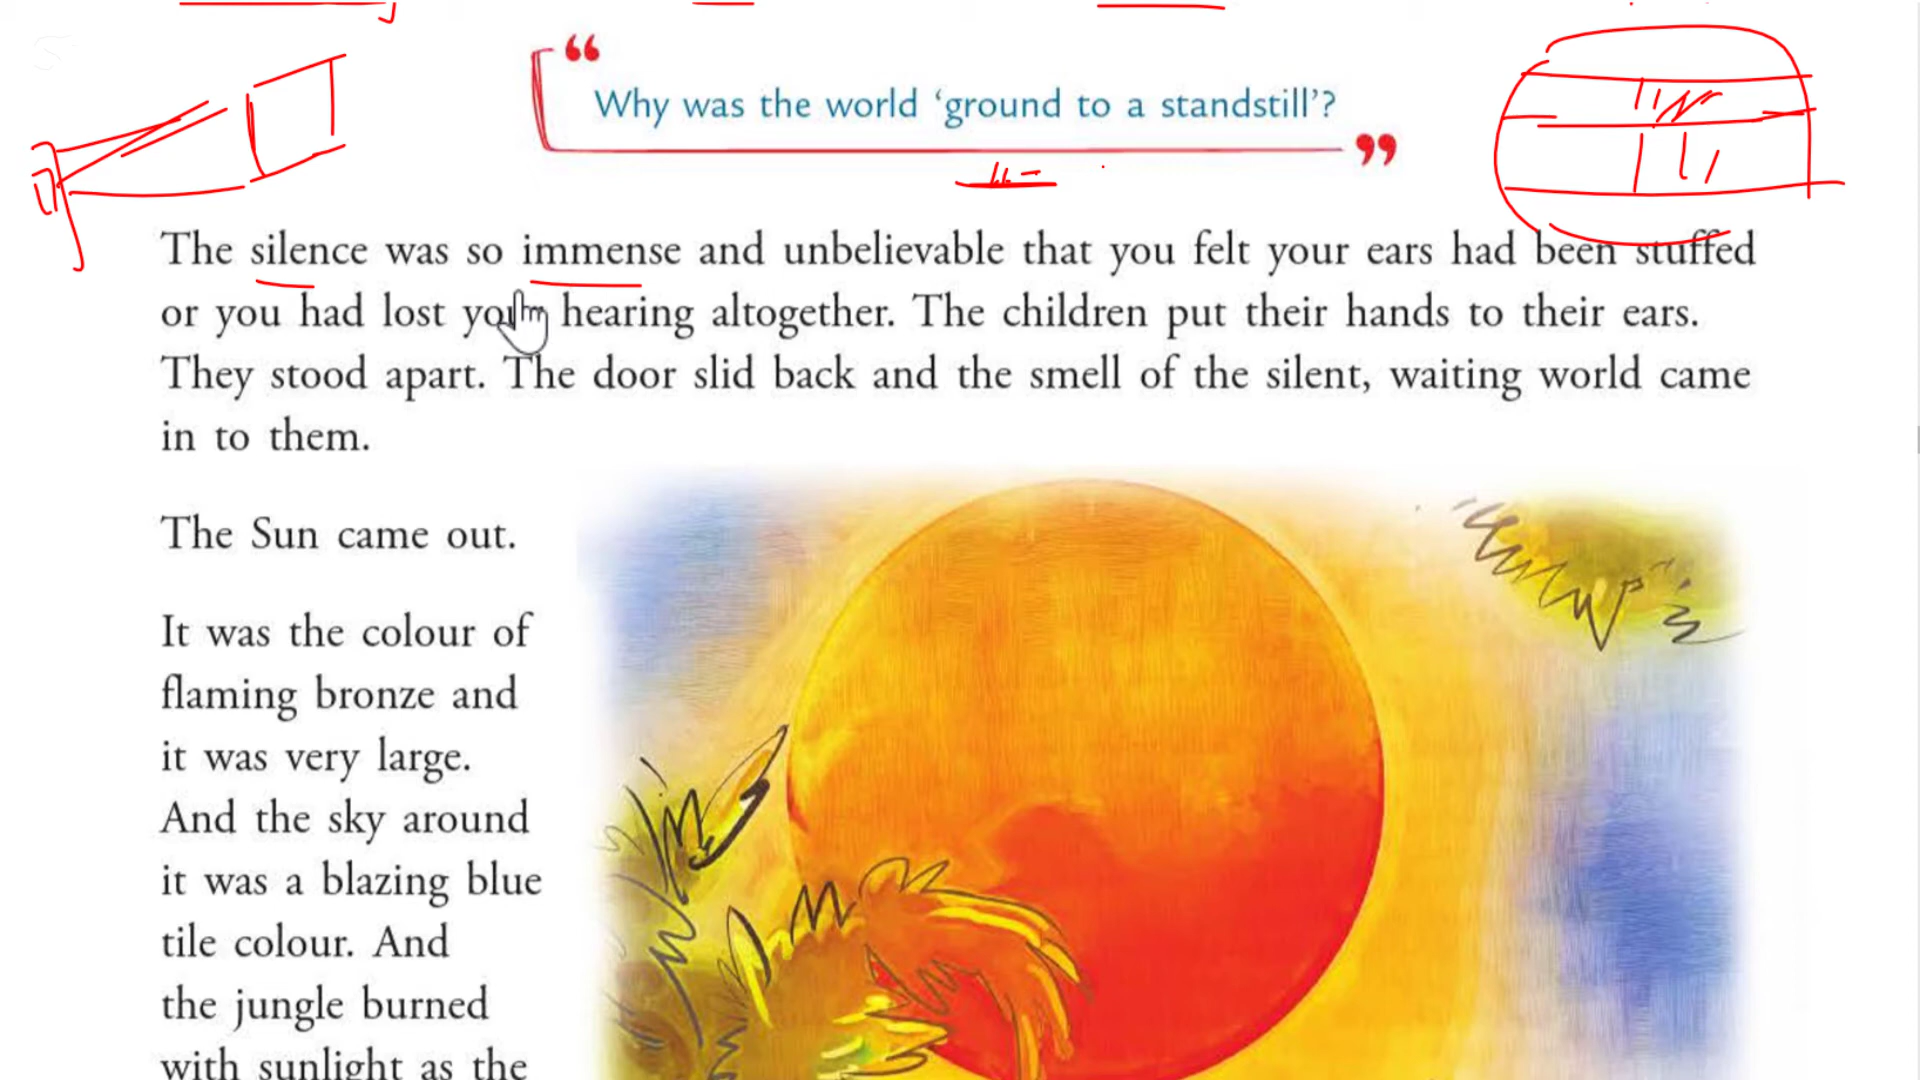 “
Why was the world ‘ground to a standstill’?
”
The silence was so immense and unbelievable that you felt your ears had been stuffed
or you had lost your hearing altogether. The children put their hands to their ears.
They stood apart. The door slid back and the smell of the silent, waiting world came
in to them.
The Sun came out.
It was the colour of
flaming bronze and
it was very large.
And the sky around
it was a blazing blue
tile colour. And
the jungle burned
with sunlight as the